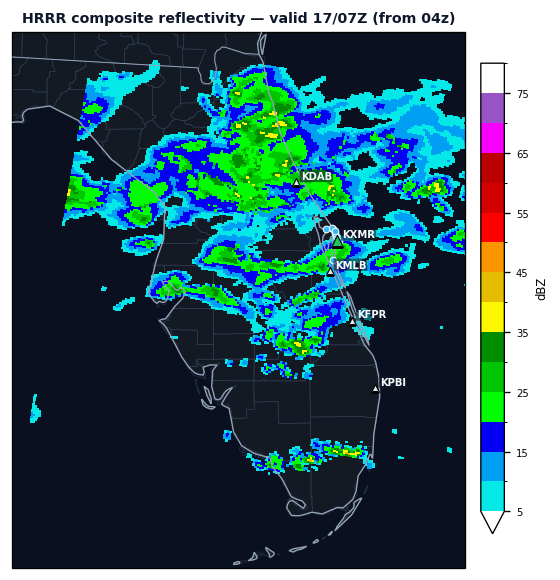 HRRR composite reflectivity — valid 17/07Z (from 04z)
75
65
55
45
35
25
15
5
dBZ
KDAB
KXMR
KMLB
KFPR
KPBI